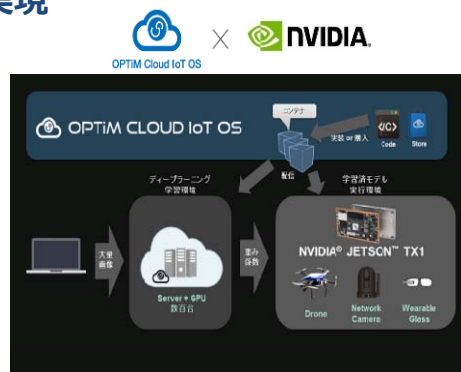 実現
OPTiM Cloud IoT OS
NVIDIA.
OPTiM CLOUD IoT OS
コンテナ
実装 or 購入
Code
Store
配信
ディープラーニング
学習環境
学習済モデル
実行環境
大量
画像
重み
係数
NVIDIA® JETSON™ TX1
Server + GPU
数百台
Drone
Network
Camera
Wearable
Glass